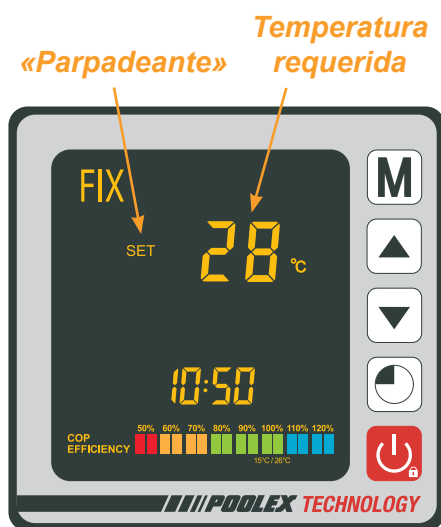 Temperatura
«Parpadeante» requerida
FIX
M
SET 28 °C
10:50
50% 60% 70% 80% 90% 100% 110% 120%
COP
EFFICIENCY
15°C / 26°C
POOLEX TECHNOLOGY